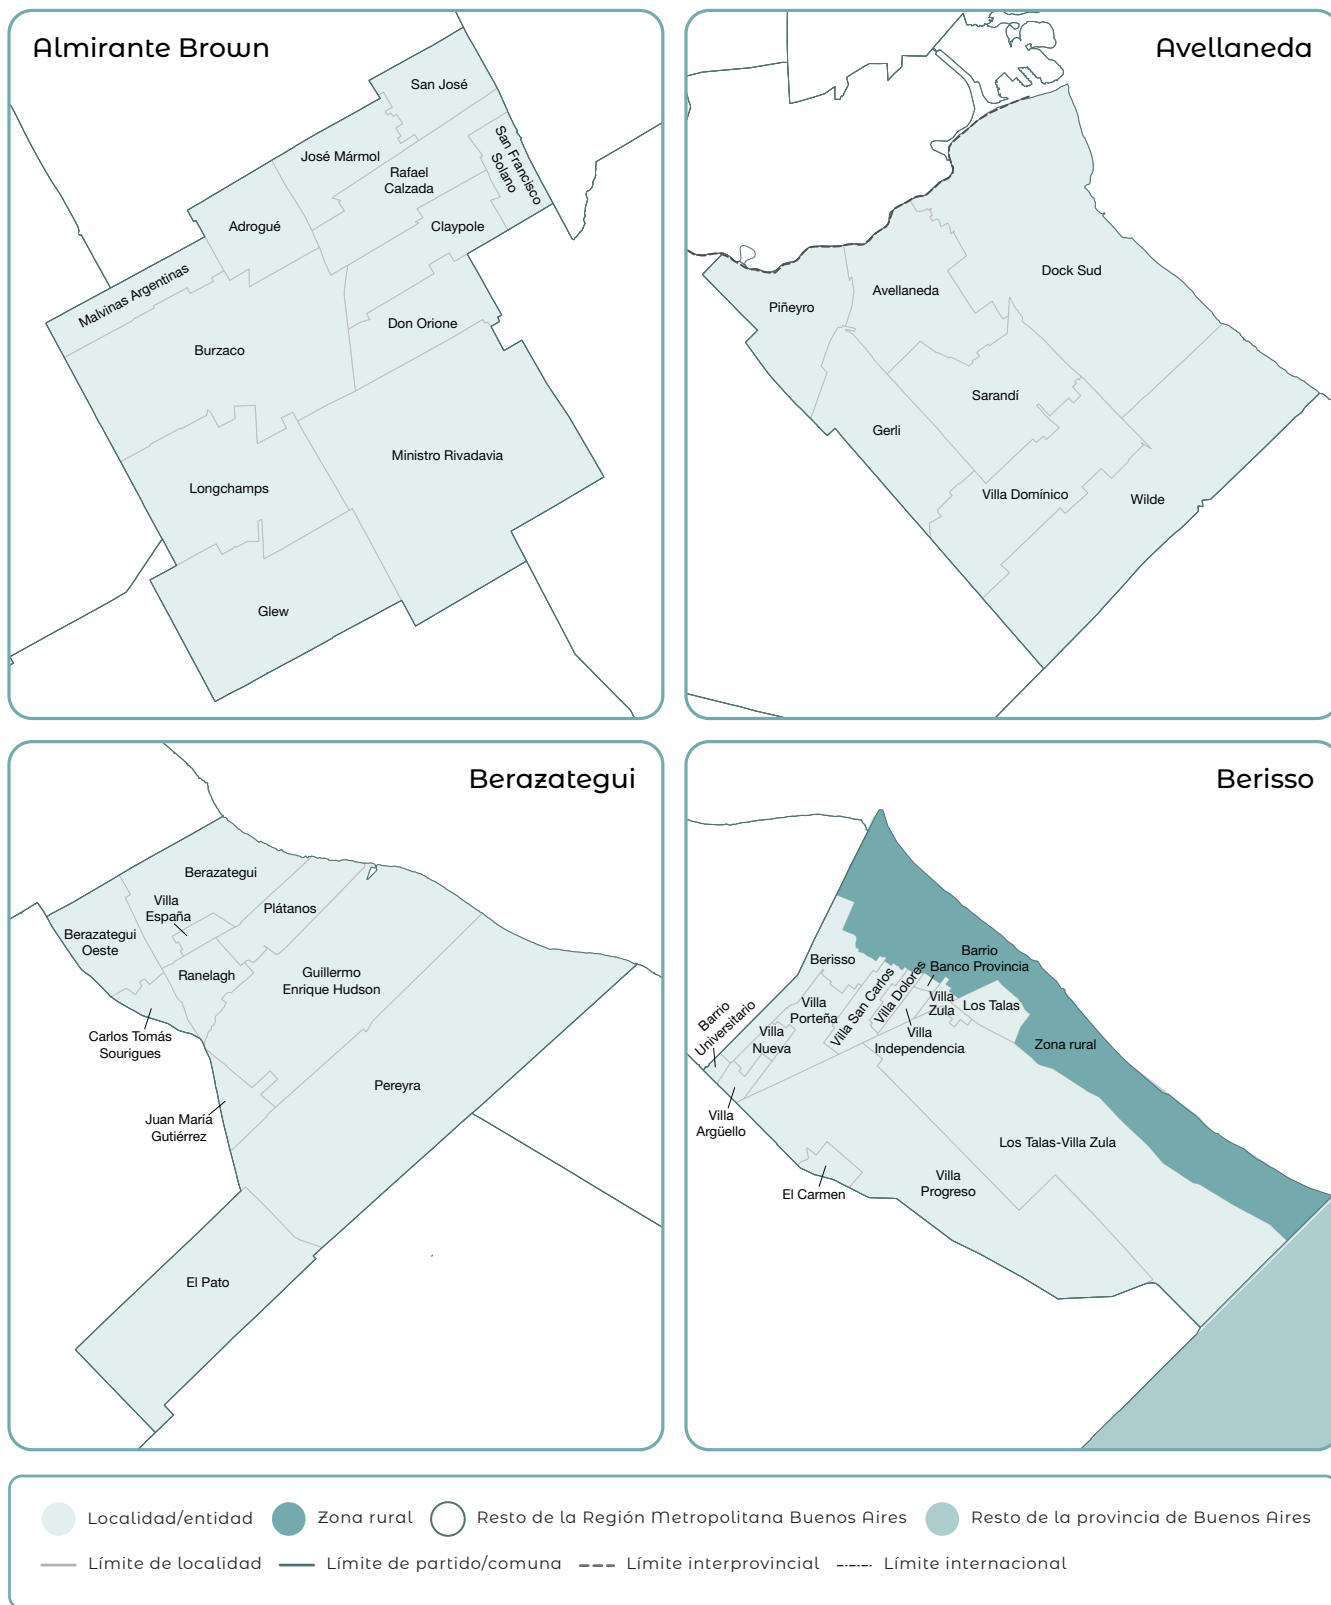 Almirante Brown
San José
José Mármol
San Francisco
Solano
Rafael
Calzada
Adrogué
Claypole
Malvinas Argentinas
Don Orione
Burzaco
Ministro Rivadavia
Longchamps
Glew
Avellaneda
Dock Sud
Avellaneda
Piñeyro
Sarandí
Gerli
Villa Domínico
Wilde
Berazategui
Berazategui
Villa
España
Plátanos
Berazategui
Oeste
Ranelagh
Guillermo
Enrique Hudson
Carlos Tomás
Sourigues
Pereyra
Juan María
Gutiérrez
El Pato
Berisso
Barrio
Banco Provincia
Berisso
Villa San Carlos
Villa Dolores
Villa
Zula
Los Talas
Villa
Porteña
Barrio
Universitario
Villa
Nueva
Villa
Independencia
Zona rural
Villa
Argüello
Los Talas-Villa Zula
El Carmen
Villa
Progreso
Localidad/entidad
Zona rural
Resto de la Región Metropolitana Buenos Aires
Resto de la provincia de Buenos Aires
Límite de localidad
Límite de partido/comuna
Límite interprovincial
Límite internacional